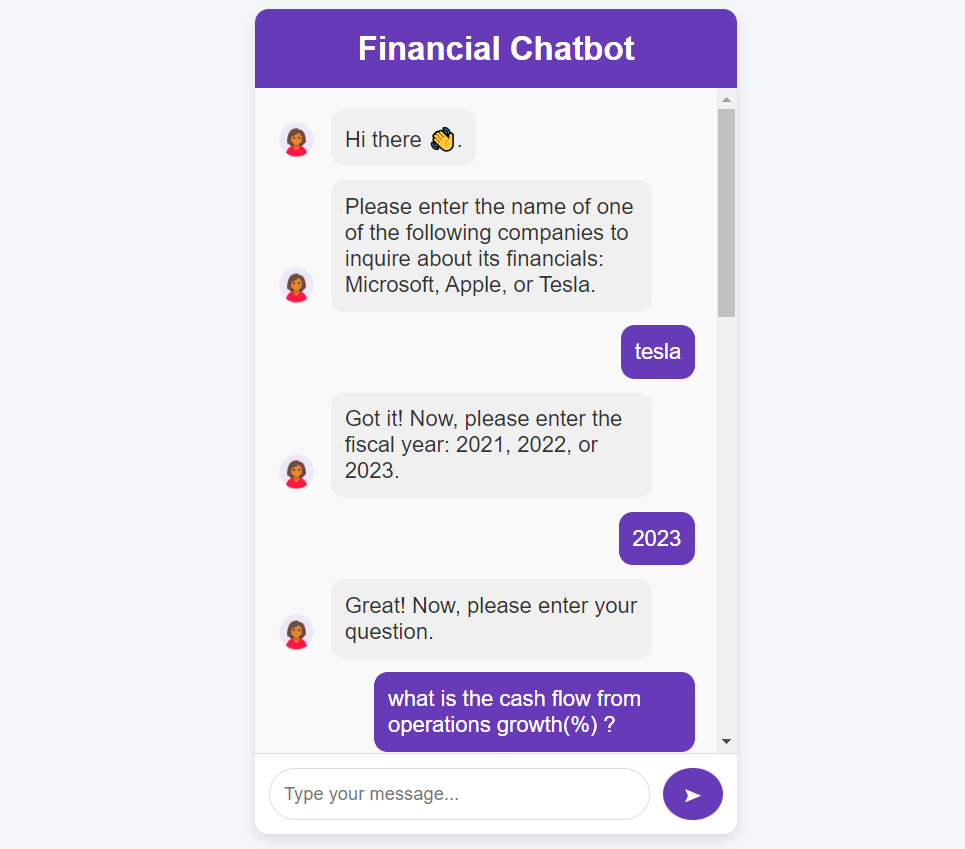 Financial Chatbot
Hi there 👋.
Please enter the name of one
of the following companies to
inquire about its financials:
Microsoft, Apple, or Tesla.
tesla
Got it! Now, please enter the
fiscal year: 2021, 2022, or
2023.
2023
Great! Now, please enter your
question.
what is the cash flow from
operations growth(%) ?
Type your message...